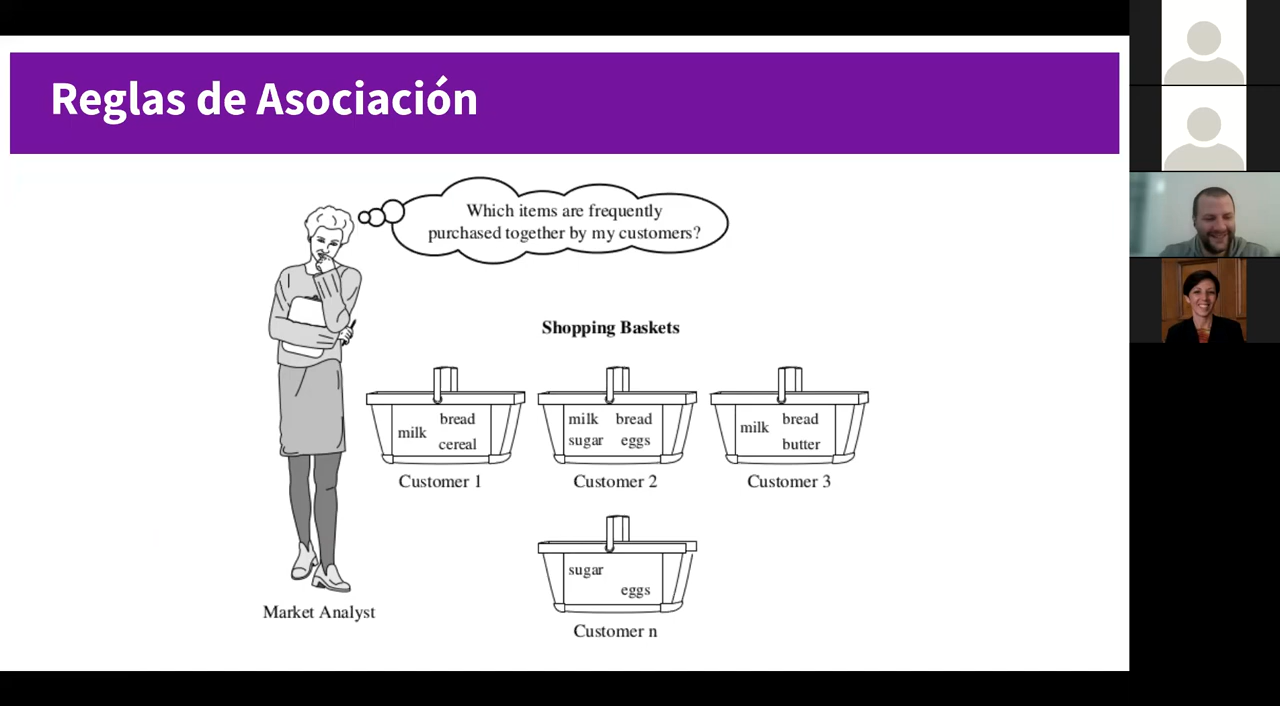 Reglas de Asociación
Which items are frequently
purchased together by my customers?
Shopping Baskets
milk
bread
cereal
milk bread
sugar eggs
milk
bread
butter
Customer 1
Customer 2
Customer 3
sugar
eggs
Market Analyst
Customer n